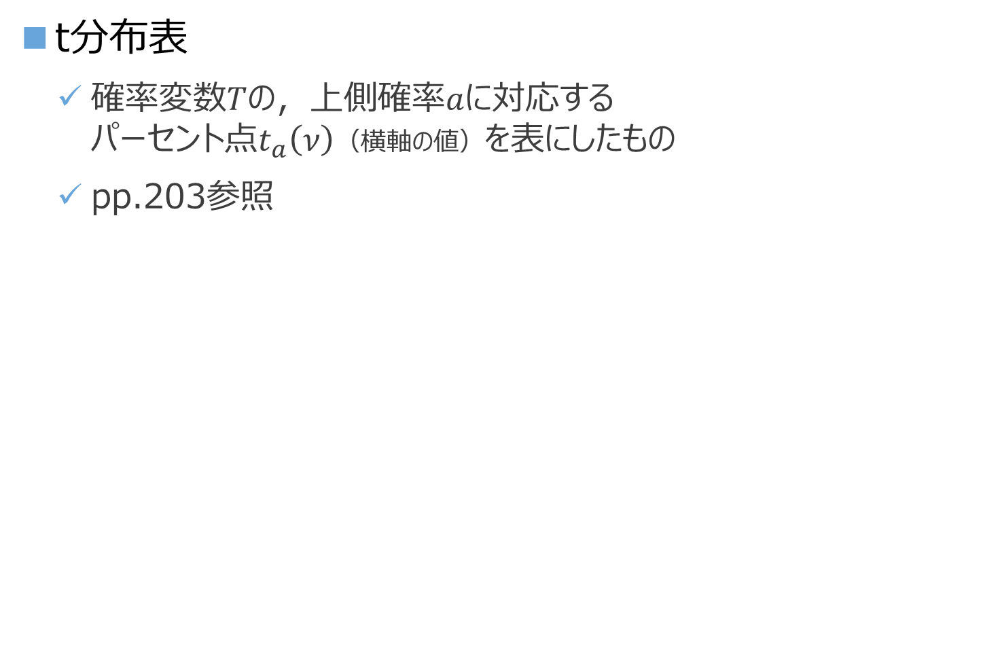 t分布表
確率変数Tの，上側確率aに対応する
パーセント点t_a(ν)（横軸の値）を表にしたもの
pp.203参照